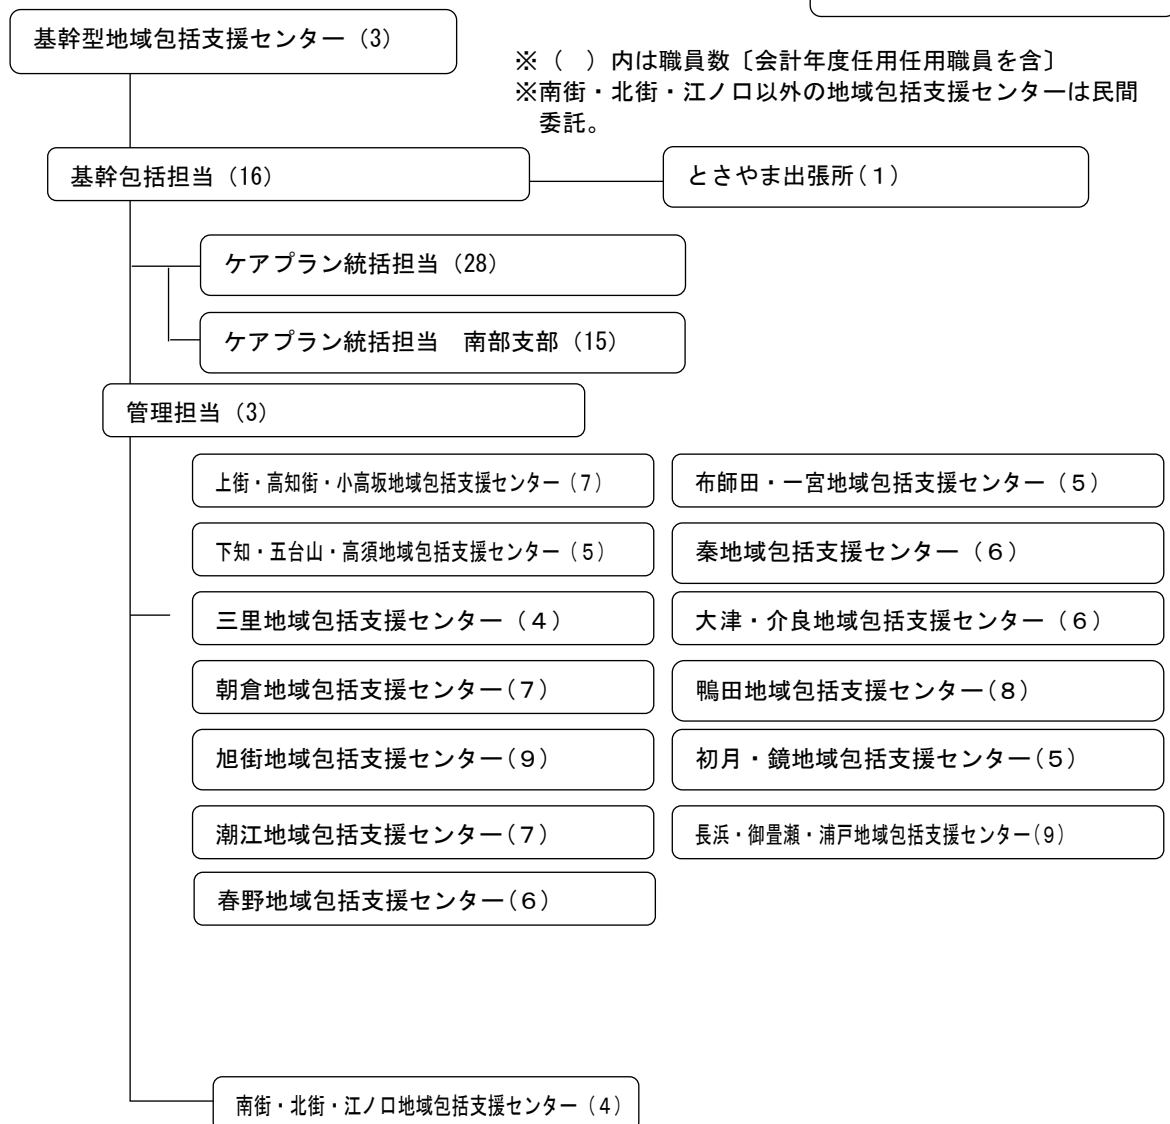 基幹型地域包括支援センター(3)
※(　)内は職員数〔会計年度任用任用職員を含〕
※南街・北街・江ノ口以外の地域包括支援センターは民間
委託。
基幹包括担当(16)
とさやま出張所(1)
ケアプラン統括担当(28)
ケアプラン統括担当　南部支部(15)
管理担当(3)
上街・高知街・小高坂地域包括支援センター(7)
布師田・一宮地域包括支援センター(5)
下知・五台山・高須地域包括支援センター(5)
秦地域包括支援センター(6)
三里地域包括支援センター(4)
大津・介良地域包括支援センター(6)
朝倉地域包括支援センター(7)
鴨田地域包括支援センター(8)
旭街地域包括支援センター(9)
初月・鏡地域包括支援センター(5)
潮江地域包括支援センター(7)
長浜・御畳瀬・浦戸地域包括支援センター(9)
春野地域包括支援センター(6)
南街・北街・江ノ口地域包括支援センター(4)